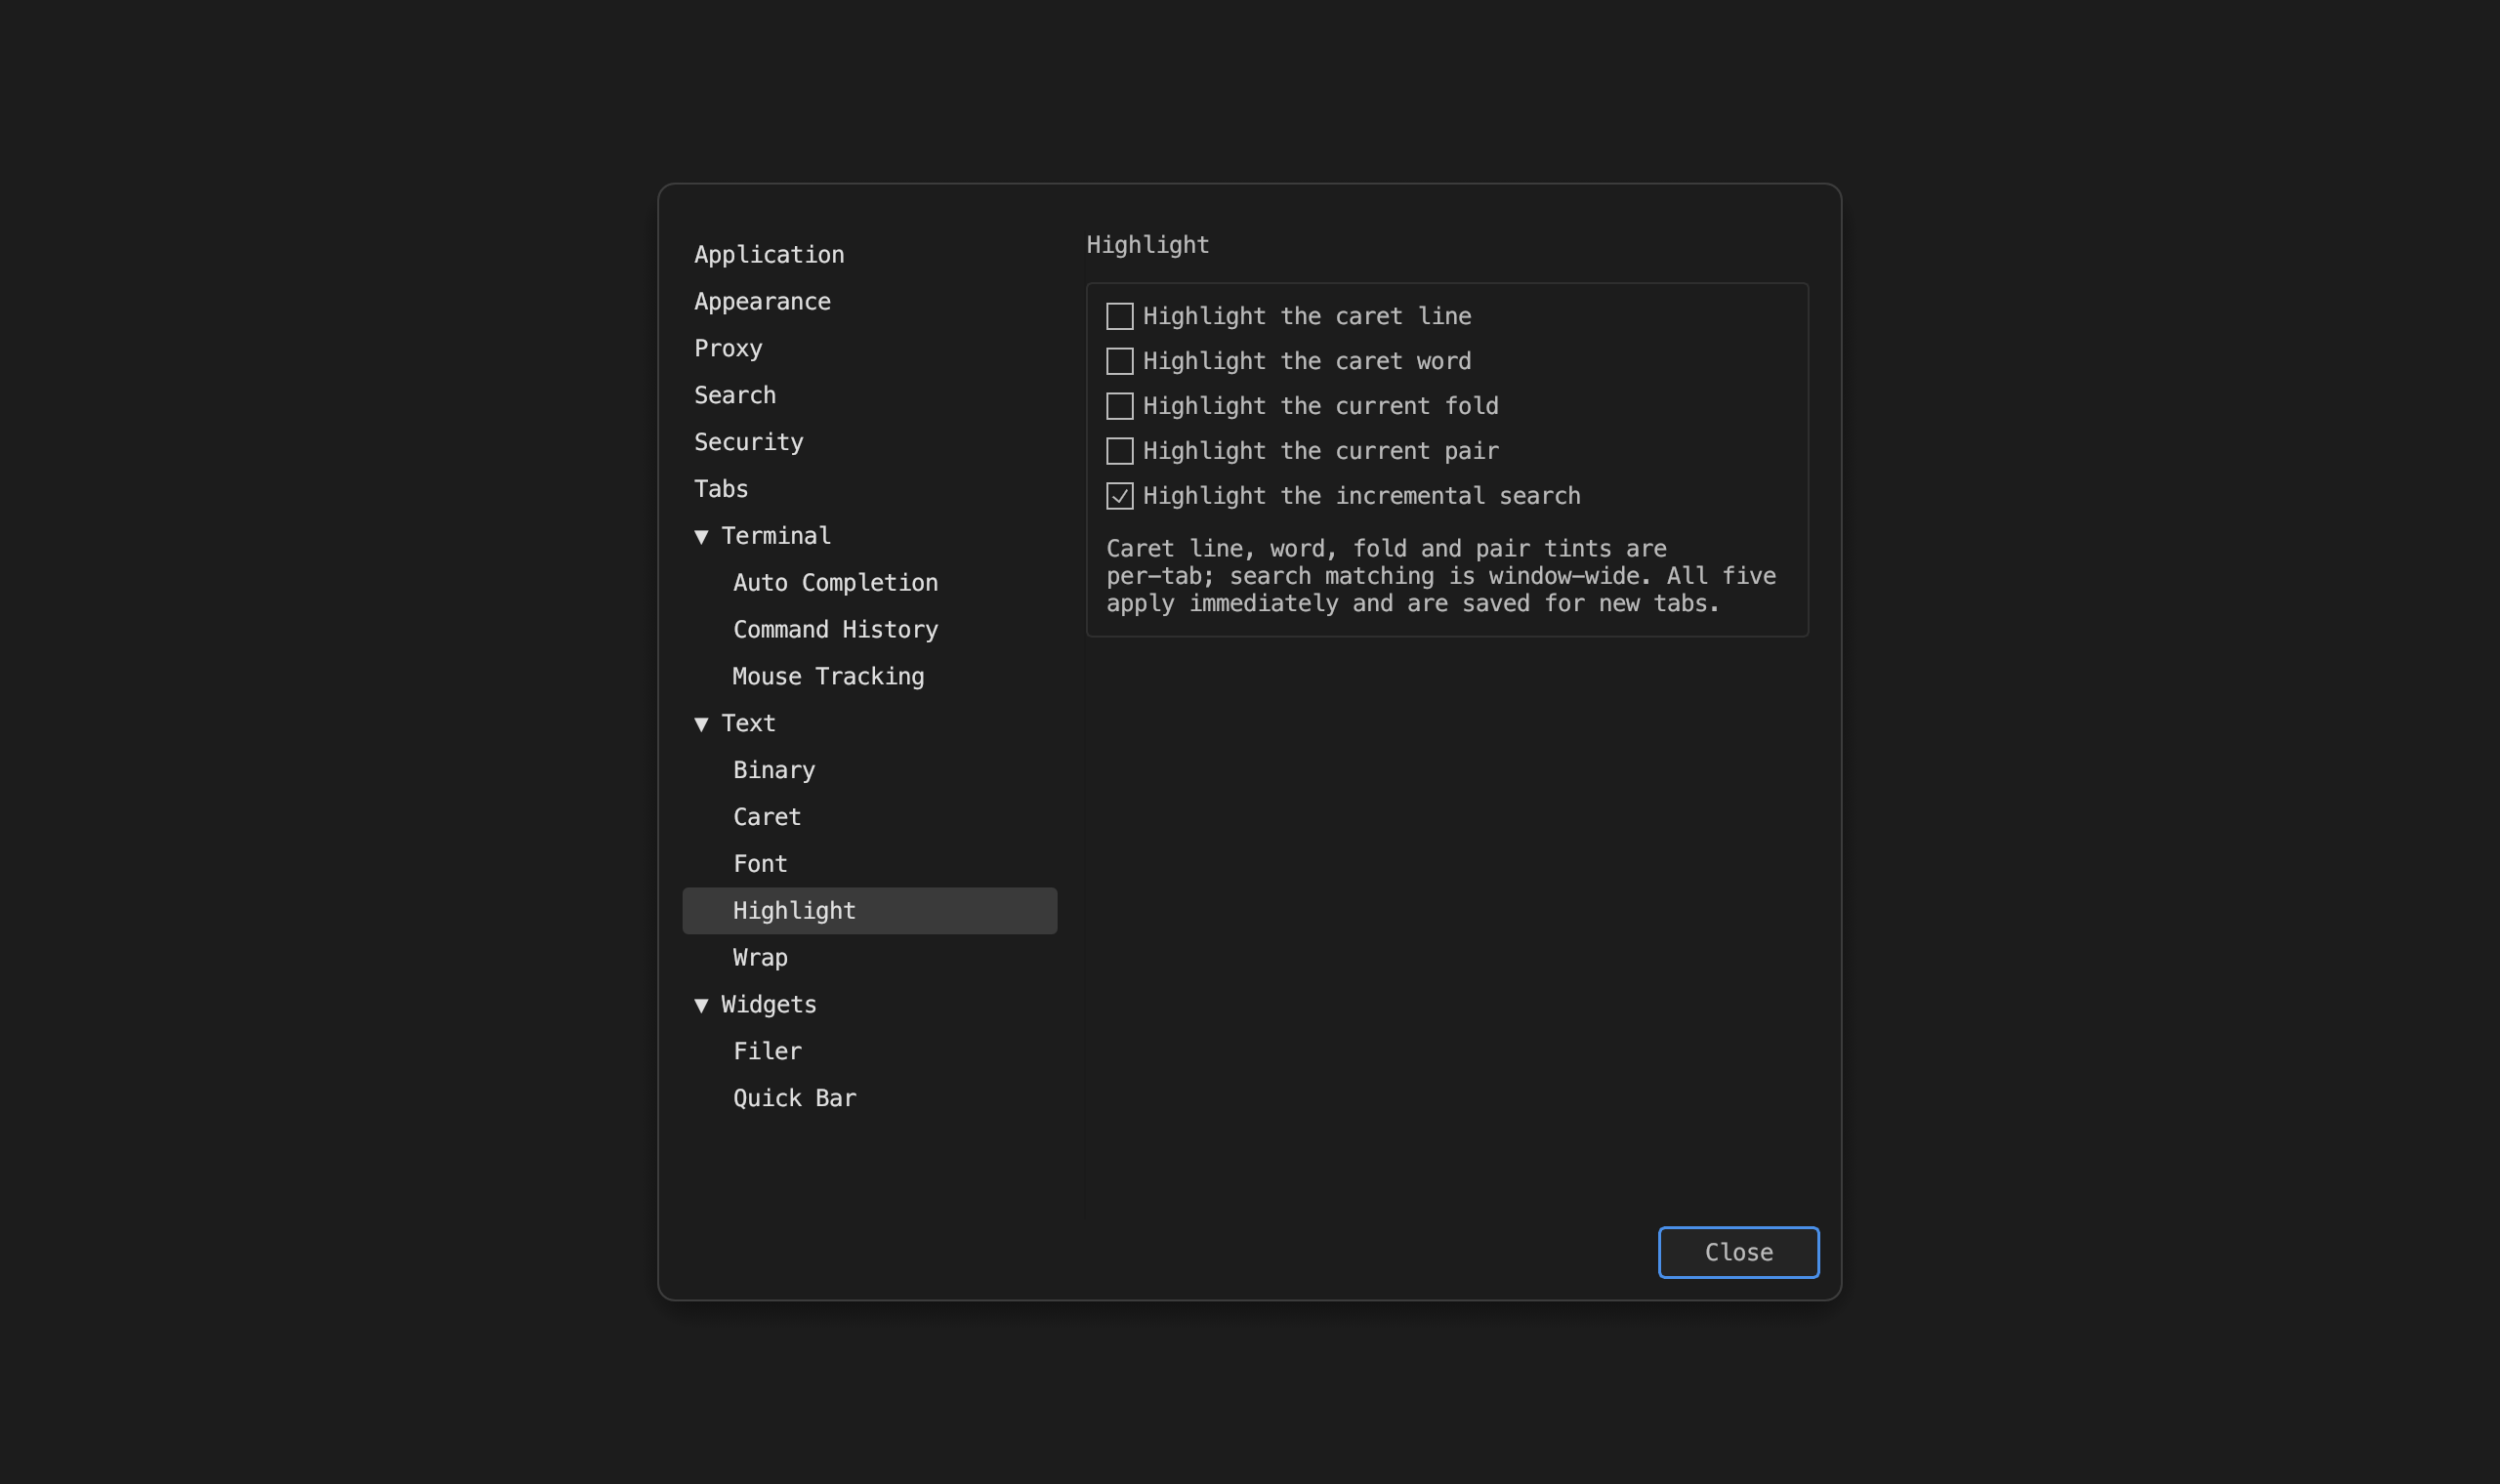 Application
Appearance
Proxy
Search
Security
Tabs
▼ Terminal
Auto Completion
Command History
Mouse Tracking
▼ Text
Binary
Caret
Font
Highlight
Wrap
▼ Widgets
Filer
Quick Bar
Highlight
Highlight the caret line
Highlight the caret word
Highlight the current fold
Highlight the current pair
Highlight the incremental search
Caret line, word, fold and pair tints are
per-tab; search matching is window-wide. All five
apply immediately and are saved for new tabs.
Close